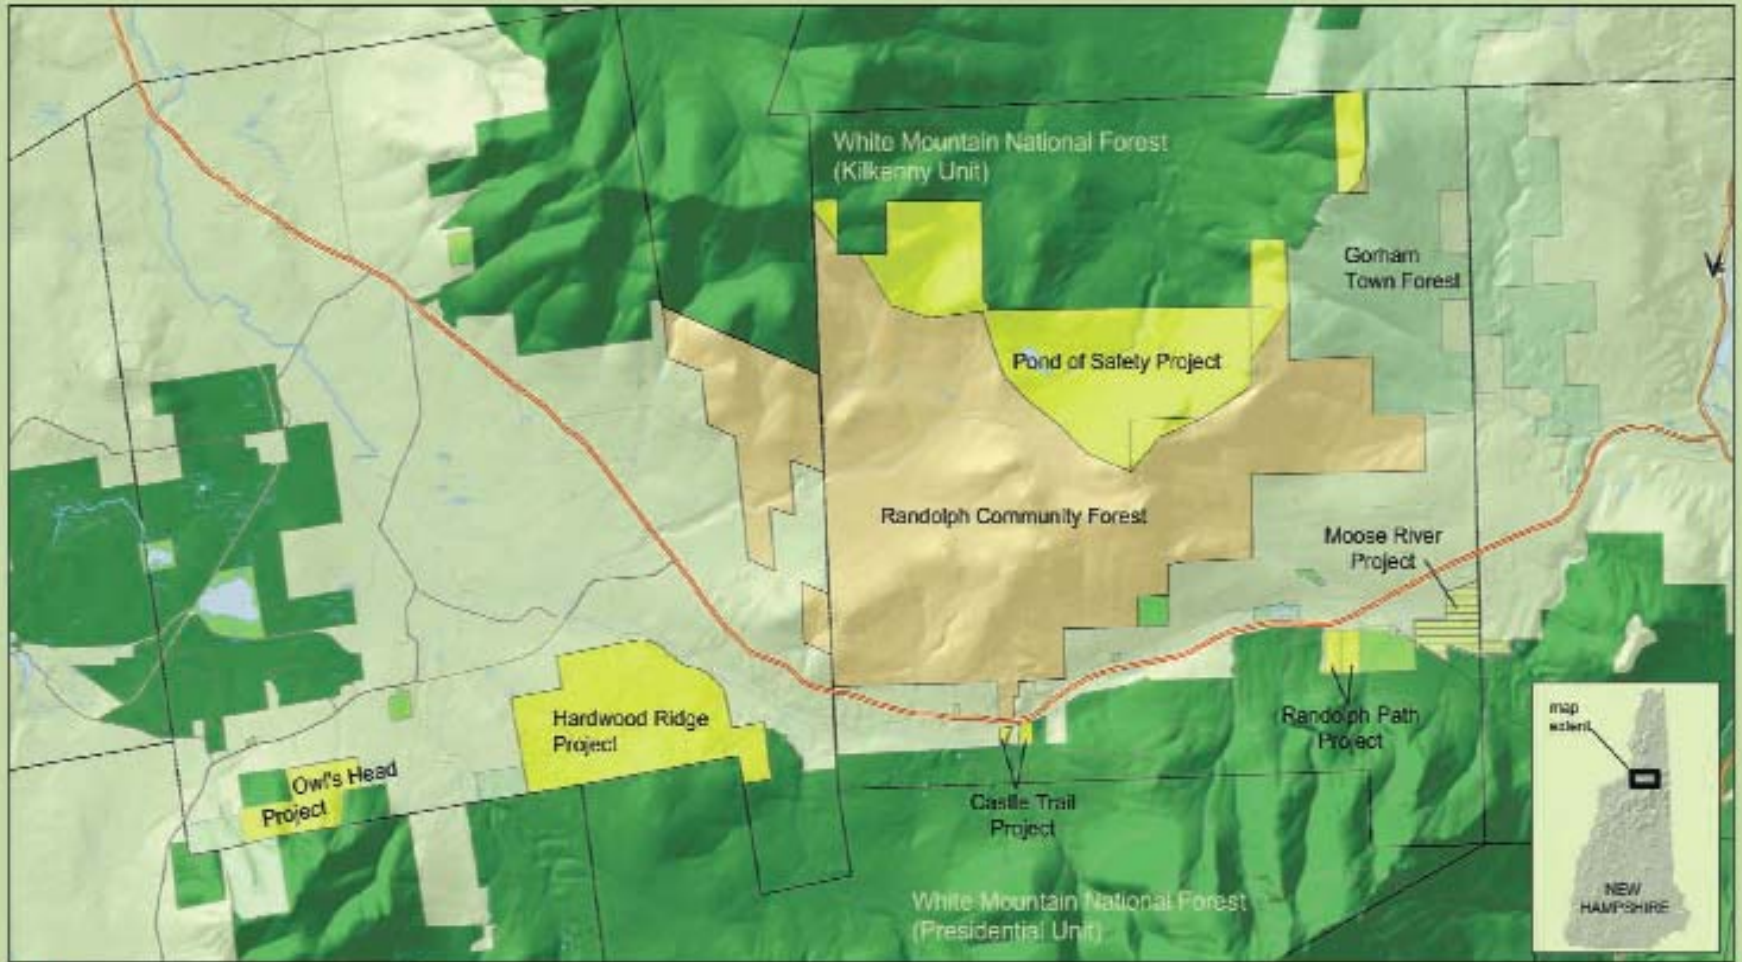 White Mountain National Forest
(Kilkenny Unit)
Gorham
Town Forest
Pond of Safety Project
Randolph Community Forest
Moose River
Project
Hardwood Ridge
Project
Randolph Path
Project
Owl's Head
Project
Castle Trail
Project
White Mountain National Forest
(Presidential Unit)
map
extent
NEW
HAMPSHIRE